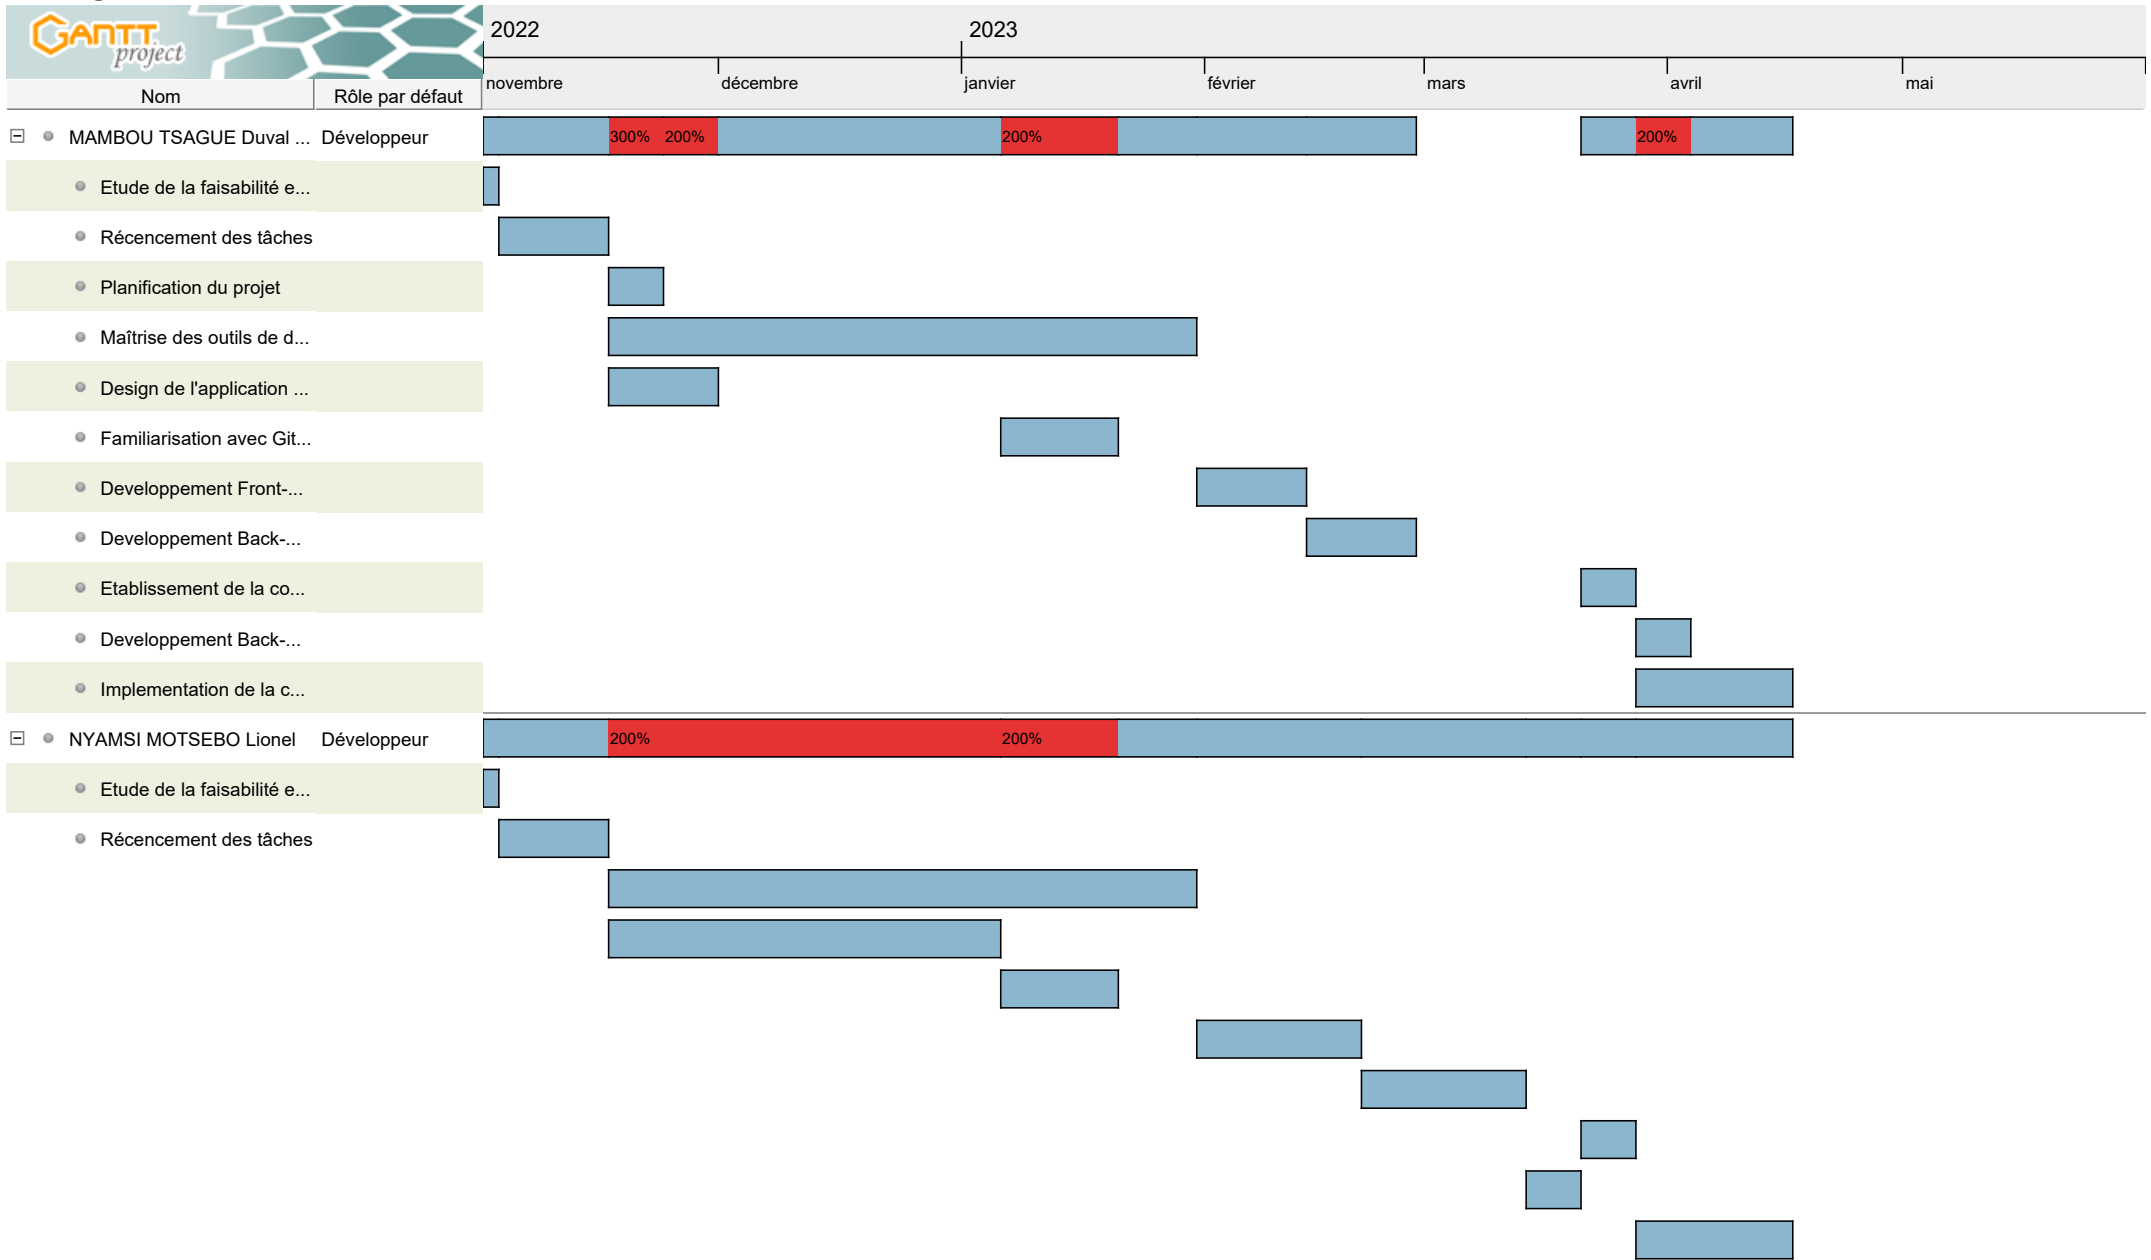 GANTT
project
2022
2023
novembre
décembre
janvier
février
mars
avril
mai
Nom
Rôle par défaut
MAMBOU TSAGUE Duval ...
Développeur
300%
200%
200%
200%
Etude de la faisabilité e...
Récencement des tâches
Planification du projet
Maîtrise des outils de d...
Design de l'application ...
Familiarisation avec Git...
Developpement Front-...
Developpement Back-...
Etablissement de la co...
Developpement Back-...
Implementation de la c...
NYAMSI MOTSEBO Lionel
Développeur
200%
200%
Etude de la faisabilité e...
Récencement des tâches